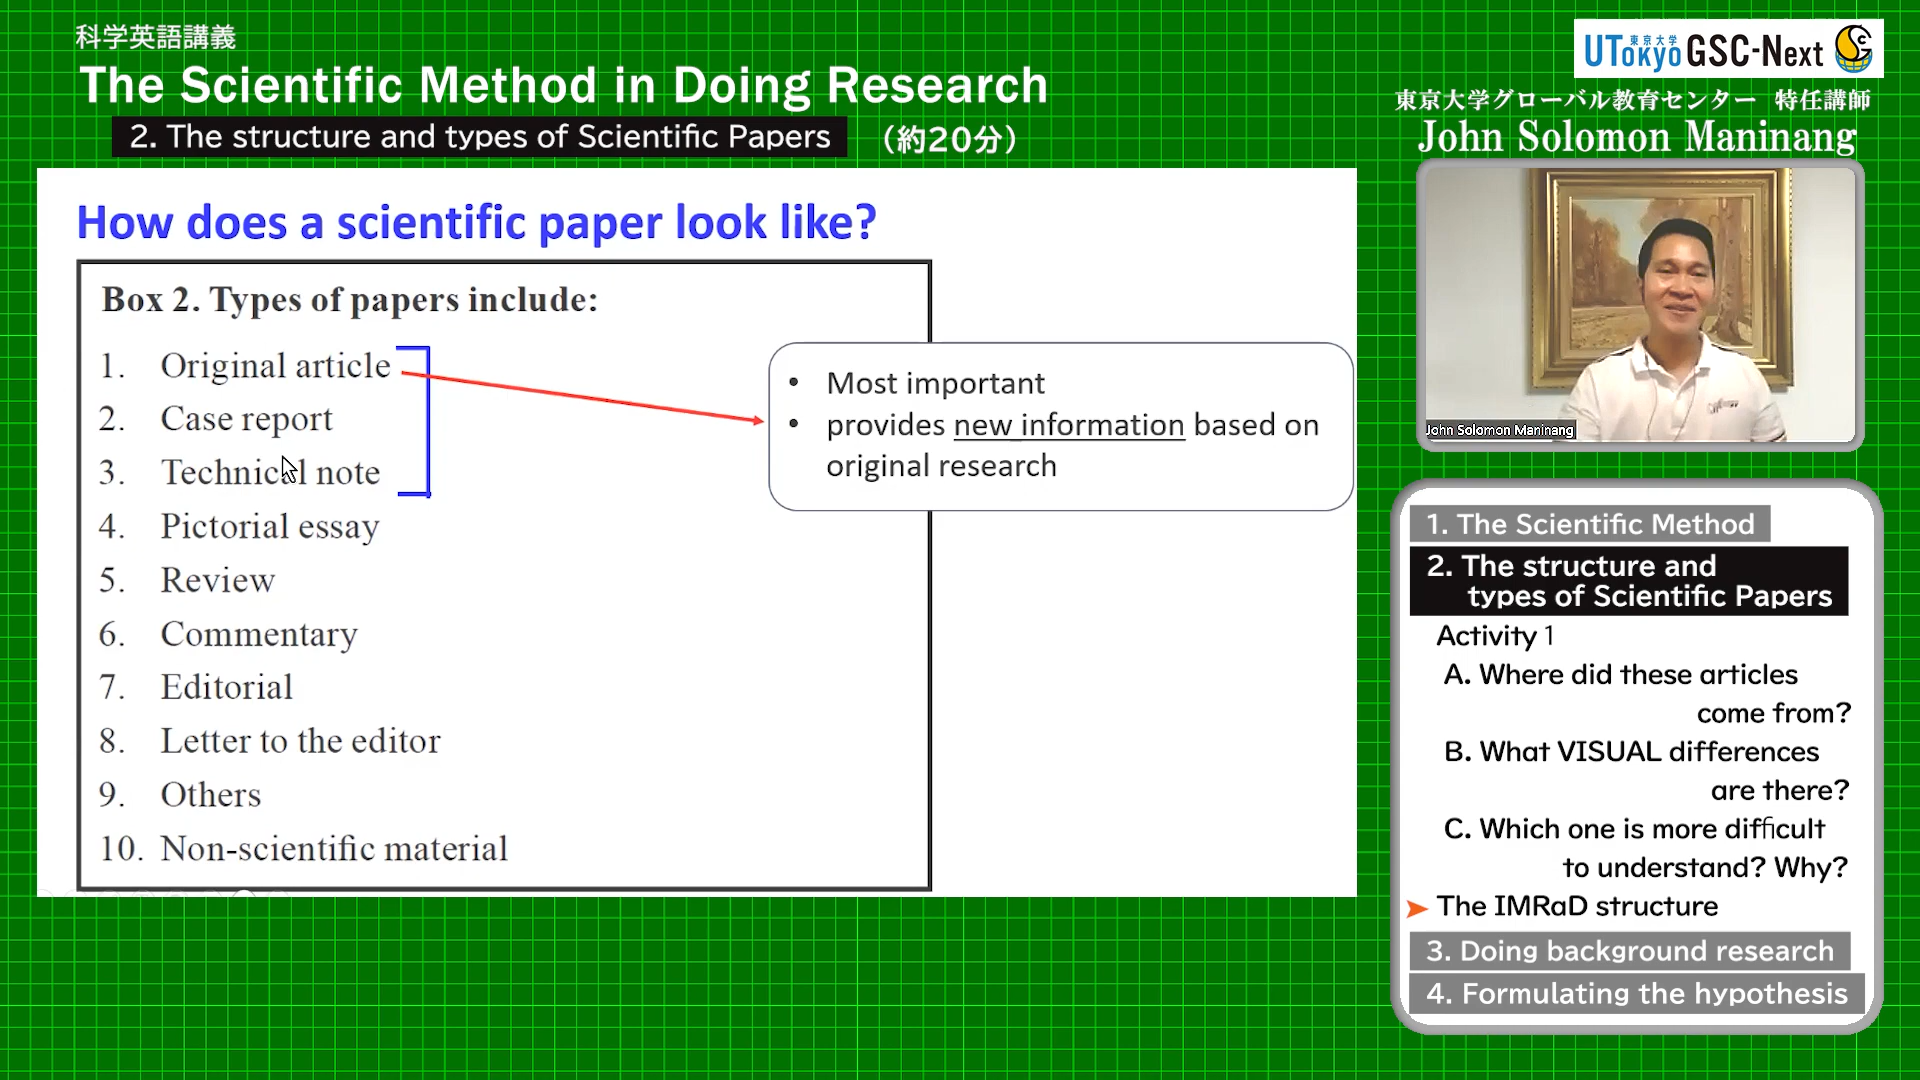 科学英語講義
The Scientific Method in Doing Research
2. The structure and types of Scientific Papers (約20分)
UTokyo 東京大学 GSC-Next
東京大学グローバル教育センター 特任講師
John Solomon Maninang
How does a scientific paper look like?
Box 2. Types of papers include:
1. Original article
2. Case report
3. Technical note
4. Pictorial essay
5. Review
6. Commentary
7. Editorial
8. Letter to the editor
9. Others
10. Non-scientific material
• Most important
• provides new information based on
original research
John Solomon Maninang
1. The Scientific Method
2. The structure and
types of Scientific Papers
Activity 1
A. Where did these articles
come from?
B. What VISUAL differences
are there?
C. Which one is more difficult
to understand? Why?
➤ The IMRaD structure
3. Doing background research
4. Formulating the hypothesis